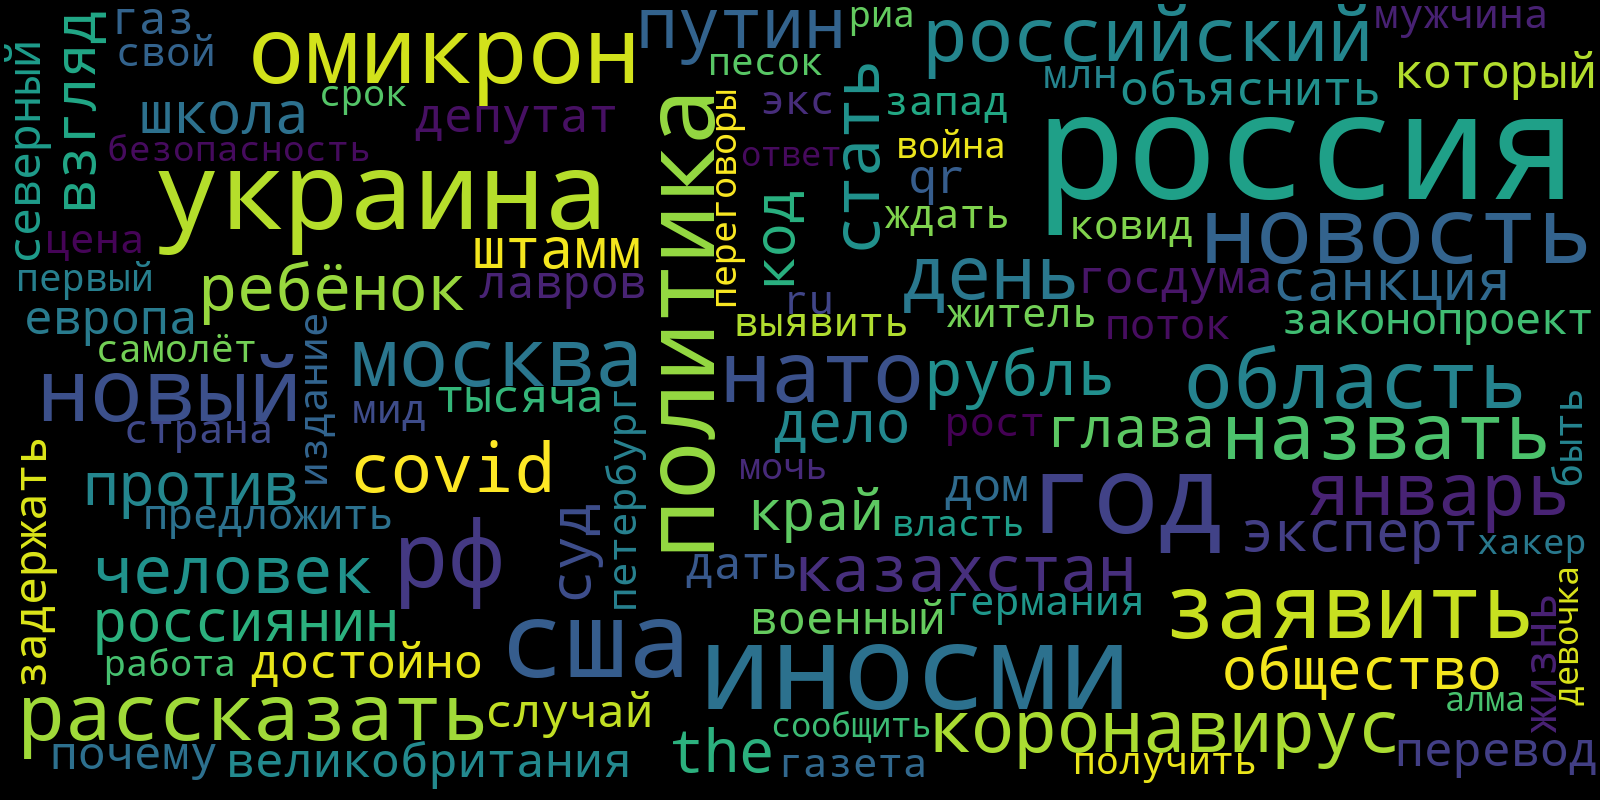 газ
риа
путин
российский
мужчина
свой
омикрон
песок
млн
объяснить
который
северный
взгляд
школа
срок
депутат
экс
запад
россия
безопасность
политика
переговоры
ответ
стать
война
qr
украина
код
ждать
ковид
новость
цена
штамм
первый
ребёнок
лавров
день
госдума
санкция
ru
европа
выявить
житель
поток
законопроект
самолёт
издание
москва
нато
рубль
область
новый
мид
тысяча
петербург
страна
дело
рост
глава
назвать
быть
задержать
против
covid
мочь
дом
год
январь
предложить
край
власть
эксперт
хакер
человек
рф
суд
дать
казахстан
россиянин
военный
германия
заявить
девочка
работа
достойно
сша
иносми
общество
жизнь
рассказать
случай
сообщить
коронавирус
алма
почему
великобритания
the
газета
получить
перевод